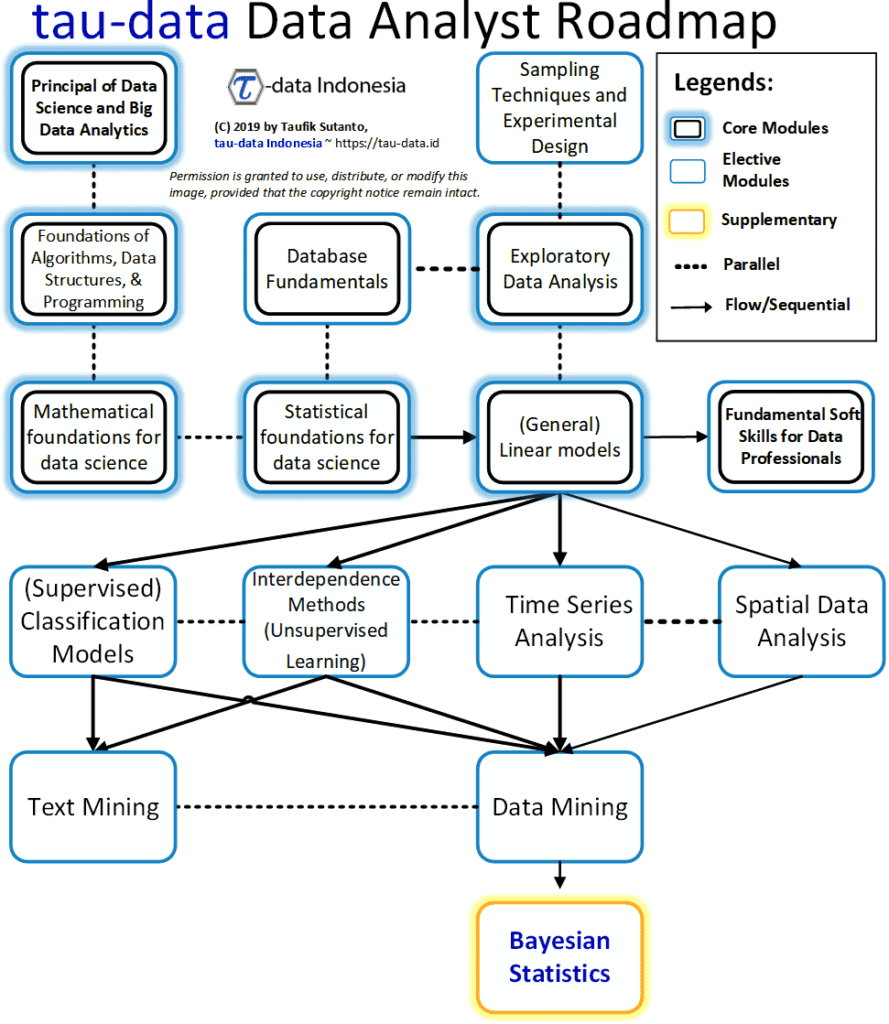 tau-data Data Analyst Roadmap
Principal of Data
Science and Big
Data Analytics
τ-data Indonesia
(C) 2019 by Taufik Sutanto,
tau-data Indonesia ~ https://tau-data.id
Permission is granted to use, distribute, or modify this
image, provided that the copyright notice remain intact.
Sampling
Techniques and
Experimental
Design
Legends:
Core Modules
Elective
Modules
Supplementary
Parallel
Flow/Sequential
Foundations of
Algorithms, Data
Structures, &
Programming
Database
Fundamentals
Exploratory
Data Analysis
Mathematical
foundations for
data science
Statistical
foundations for
data science
(General)
Linear models
Fundamental Soft
Skills for Data
Professionals
(Supervised)
Classification
Models
Interdependence
Methods
(Unsupervised
Learning)
Time Series
Analysis
Spatial Data
Analysis
Text Mining
Data Mining
Bayesian
Statistics